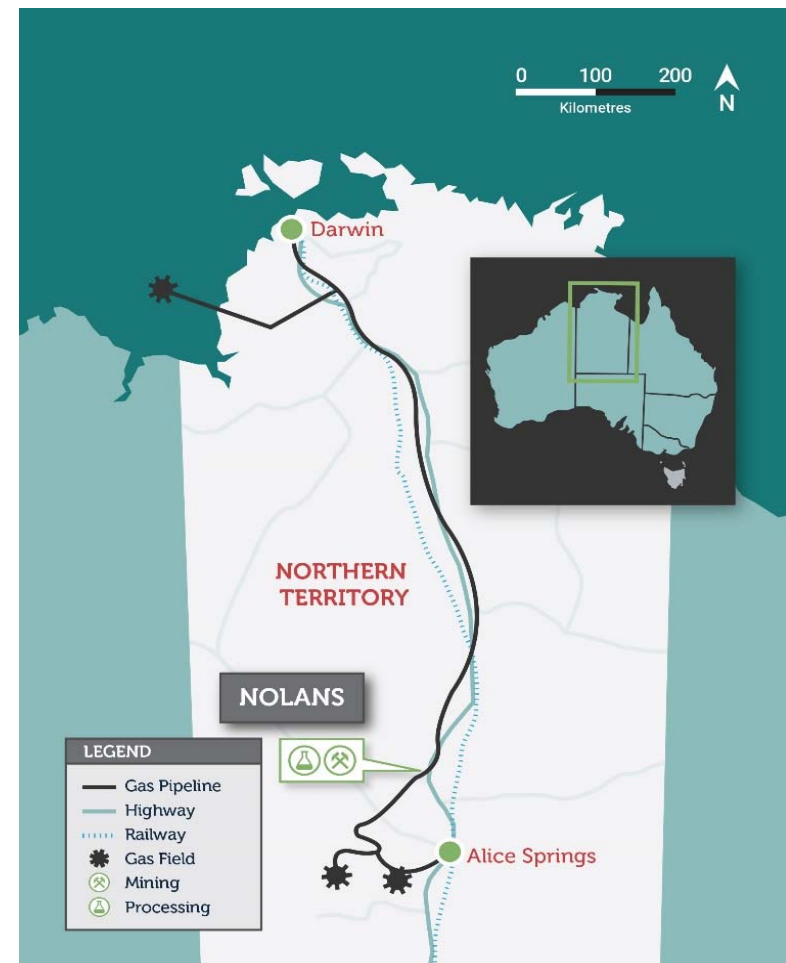 0 100 200
Kilometres
N
Darwin
NORTHERN
TERRITORY
NOLANS
LEGEND
Gas Pipeline
Highway
Railway
Gas Field
Mining
Processing
Alice Springs